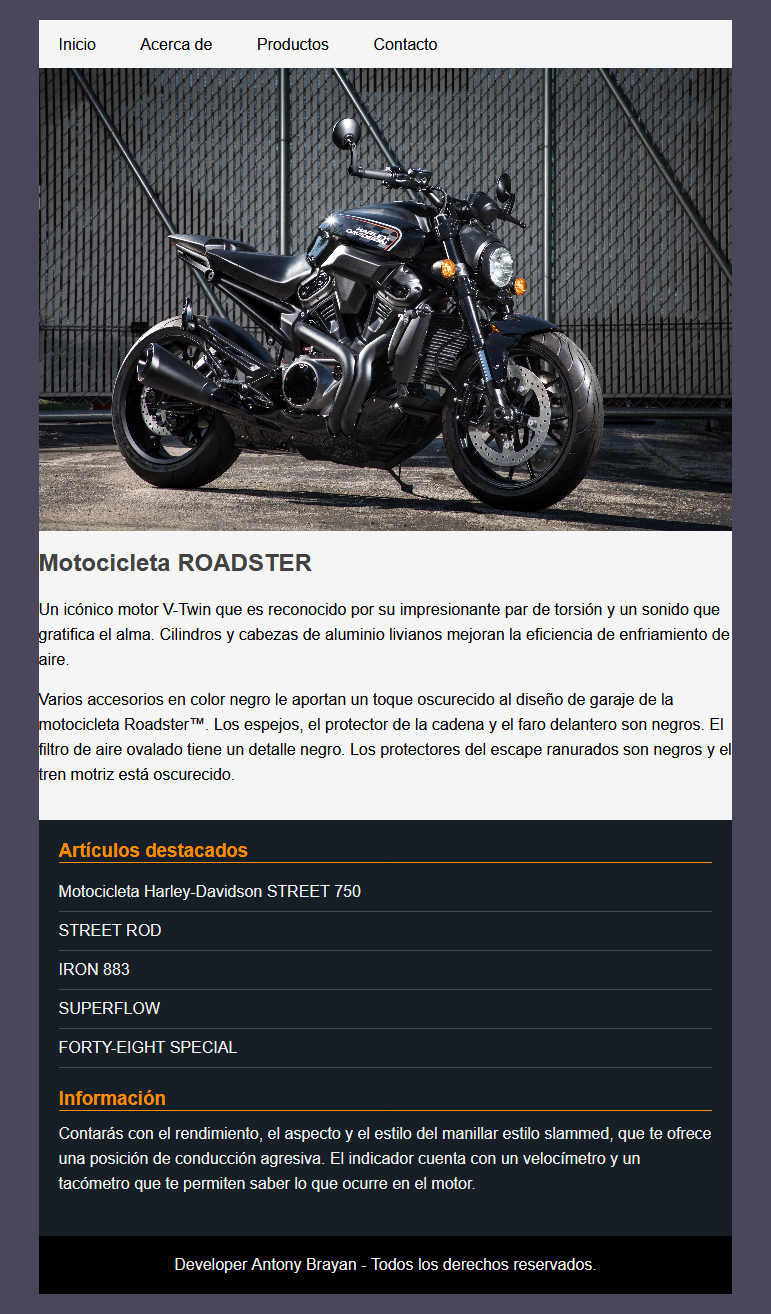 Inicio Acerca de Productos Contacto
HARLEY-DAVIDSON
Motocicleta ROADSTER
Un icónico motor V-Twin que es reconocido por su impresionante par de torsión y un sonido que
gratifica el alma. Cilindros y cabezas de aluminio livianos mejoran la eficiencia de enfriamiento de
aire.
Varios accesorios en color negro le aportan un toque oscurecido al diseño de garaje de la
motocicleta Roadster™. Los espejos, el protector de la cadena y el faro delantero son negros. El
filtro de aire ovalado tiene un detalle negro. Los protectores del escape ranurados son negros y el
tren motriz está oscurecido.
Artículos destacados
Motocicleta Harley-Davidson STREET 750
STREET ROD
IRON 883
SUPERFLOW
FORTY-EIGHT SPECIAL
Información
Contarás con el rendimiento, el aspecto y el estilo del manillar estilo slammed, que te ofrece
una posición de conducción agresiva. El indicador cuenta con un velocímetro y un
tacómetro que te permiten saber lo que ocurre en el motor.
Developer Antony Brayan - Todos los derechos reservados.